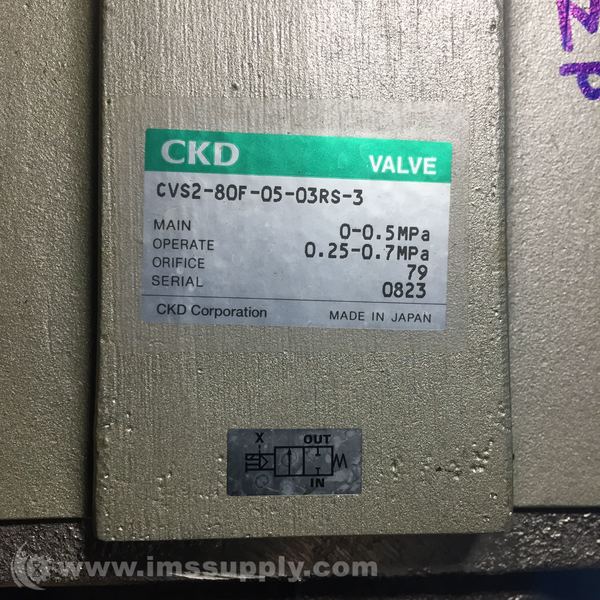 ZP
CKD VALVE
CVS2-80F-05-03RS-3
MAIN 0-0.5MPa
OPERATE 0.25-0.7MPa
ORIFICE 79
SERIAL 0823
CKD Corporation MADE IN JAPAN
X OUT
IN
www.imssupply.com